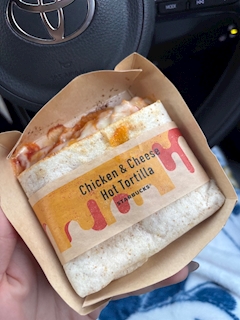 Chicken & Cheese
Hot Tortilla
STARBUCKS